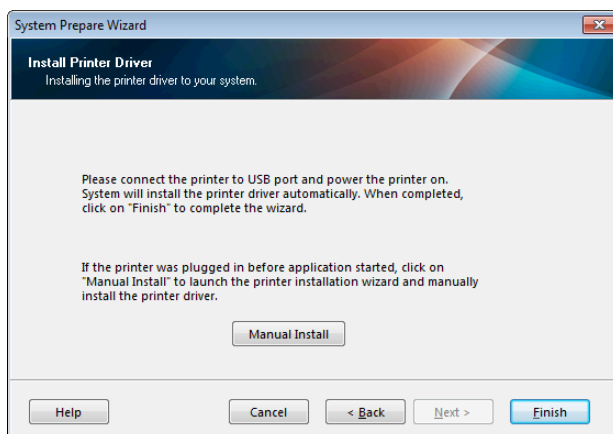 System Prepare Wizard
Install Printer Driver
Installing the printer driver to your system.
Please connect the printer to USB port and power the printer on.
System will install the printer driver automatically. When completed,
click on "Finish" to complete the wizard.
If the printer was plugged in before application started, click on
"Manual Install" to launch the printer installation wizard and manually
install the printer driver.
Manual Install
Help Cancel < Back Next > Finish